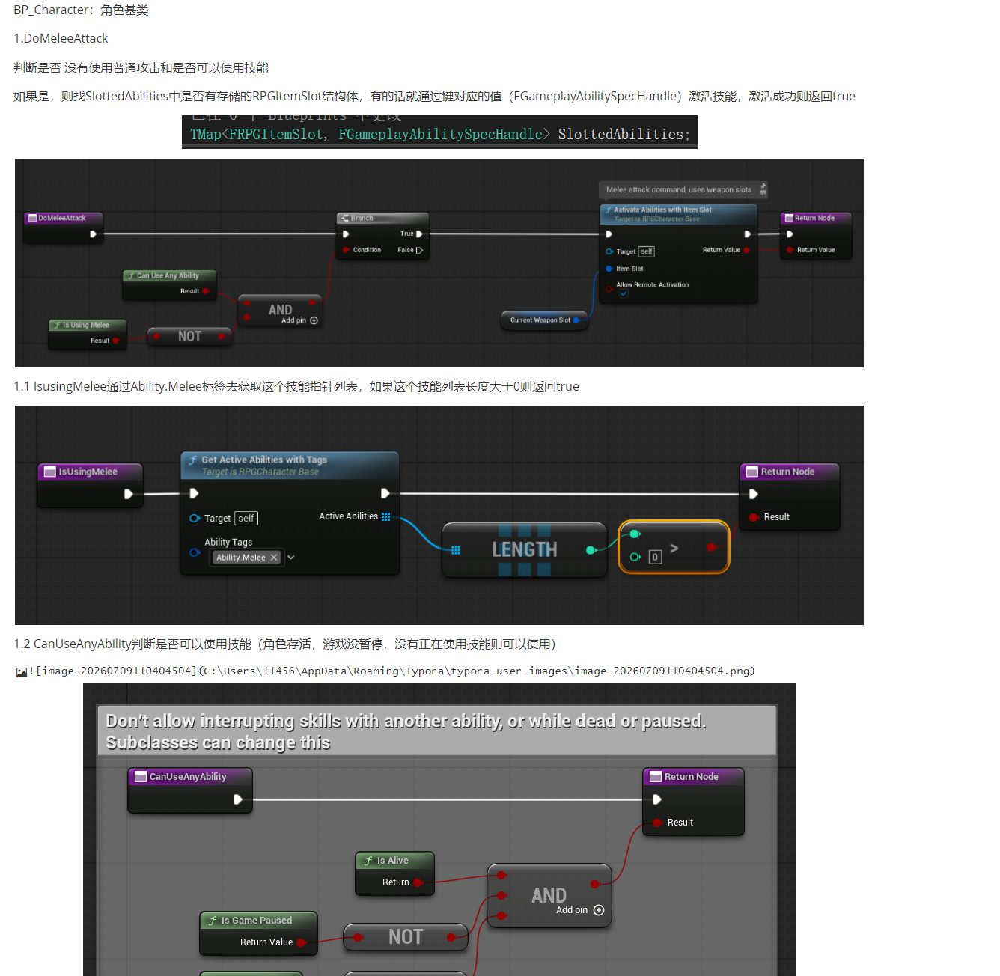 BP_Character：角色基类
1.DoMeleeAttack
判断是否 没有使用普通攻击和是否可以使用技能
如果是，则找SlottedAbilities中是否有存储的RPGItemSlot结构体，有的话就通过键对应的值（FGameplayAbilitySpecHandle）激活技能，激活成功则返回true
TMap<FRPGItemSlot, FGameplayAbilitySpecHandle> SlottedAbilities;
Melee attack command, uses weapon slots
DoMeleeAttack
Branch
True
Condition
False
Activate Abilities with Item Slot
Target is RPGCharacter Base
Target self
Return Value
Item Slot
Allow Remote Activation
Return Node
Return Value
Can Use Any Ability
Result
AND
Add pin
Is Using Melee
Result
NOT
Current Weapon Slot
1.1 IsusingMelee通过Ability.Melee标签去获取这个技能指针列表，如果这个技能列表长度大于0则返回true
IsUsingMelee
Get Active Abilities with Tags
Target is RPGCharacter Base
Target self
Active Abilities
Ability Tags
Ability.Melee
LENGTH
0
>
Return Node
Result
1.2 CanUseAnyAbility判断是否可以使用技能（角色存活，游戏没暂停，没有正在使用技能则可以使用）
![image-20260709110404504](C:\Users\11456\AppData\Roaming\Typora\typora-user-images\image-20260709110404504.png)
Don't allow interrupting skills with another ability, or while dead or paused.
Subclasses can change this
CanUseAnyAbility
Return Node
Result
Is Alive
Return
AND
Add pin
Is Game Paused
Return Value
NOT